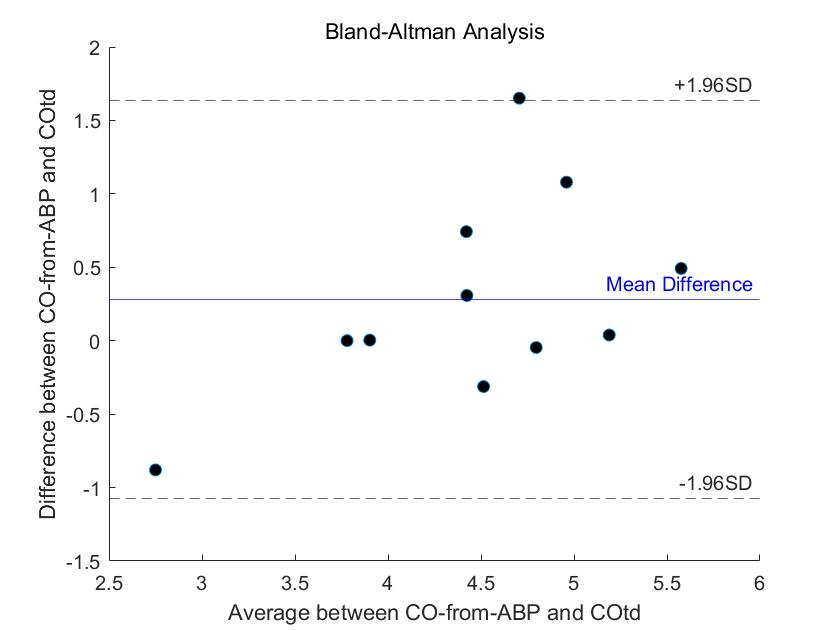 Bland-Altman Analysis
2
1.5
1
0.5
0
-0.5
-1
-1.5
Difference between CO-from-ABP and COtd
+1.96SD
Mean Difference
-1.96SD
2.5 3 3.5 4 4.5 5 5.5 6
Average between CO-from-ABP and COtd